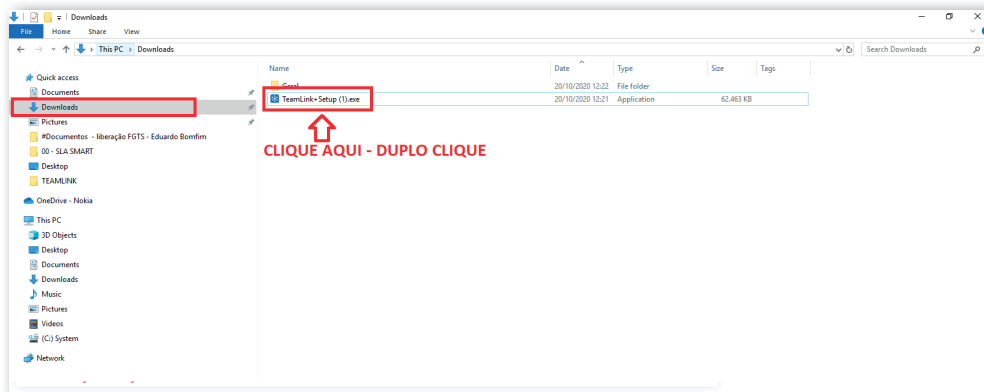 Downloads
File Home Share View
This PC > Downloads
Search Downloads
Name Date Type Size Tags
Quick access
Documents
Downloads
Pictures
#Documentos - liberação FGTS - Eduardo Bomfim
00 - SLA SMART
Desktop
TEAMLINK
OneDrive - Nokia
This PC
3D Objects
Desktop
Documents
Downloads
Music
Pictures
Videos
(C:) System
Network
Geral 20/10/2020 12:22 File folder
TeamLink+Setup (1).exe 20/10/2020 12:21 Application 62.463 KB
CLIQUE AQUI - DUPLO CLIQUE